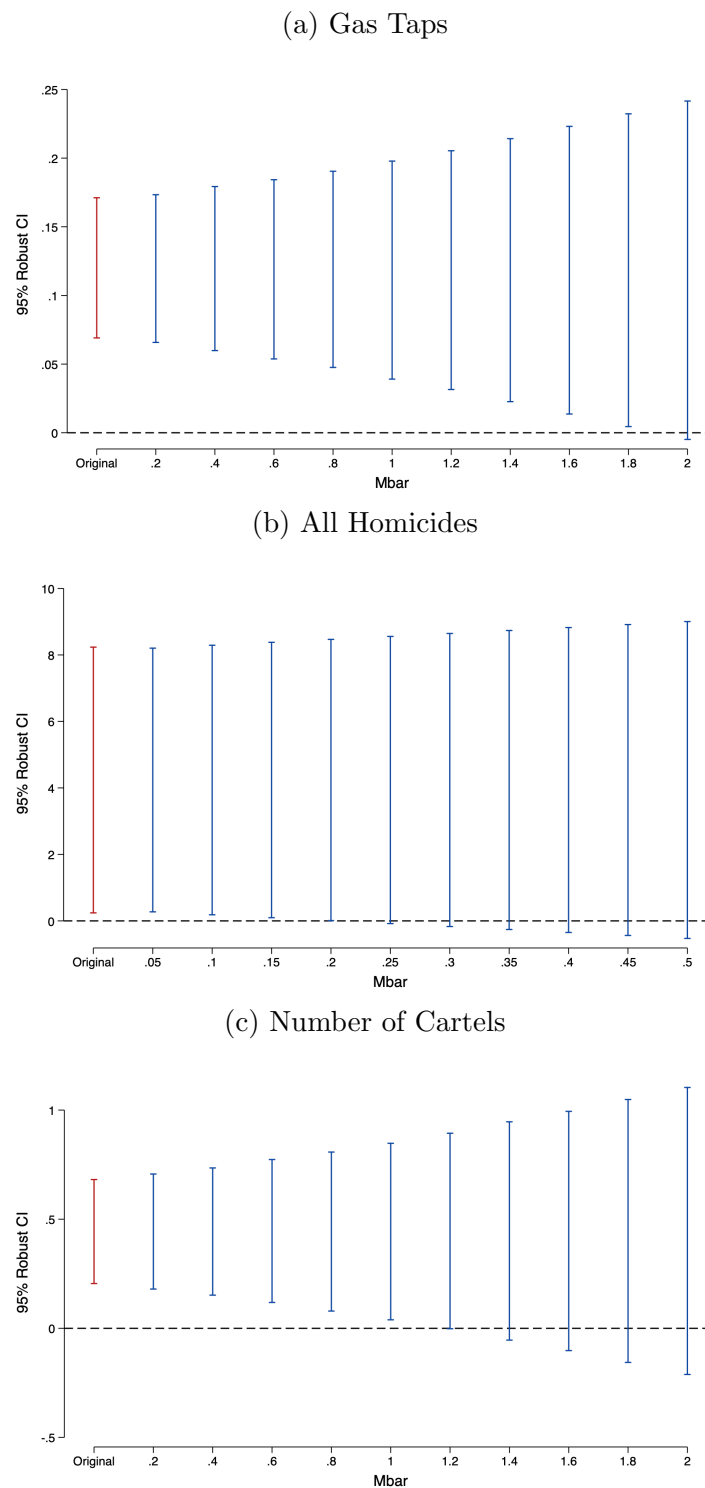 (a) Gas Taps
.25
.2
.15
.1
.05
0
95% Robust CI
Original .2 .4 .6 .8 1 1.2 1.4 1.6 1.8 2
Mbar
(b) All Homicides
10
8
6
4
2
0
95% Robust CI
Original .05 .1 .15 .2 .25 .3 .35 .4 .45 .5
Mbar
(c) Number of Cartels
1
.5
0
-.5
95% Robust CI
Original .2 .4 .6 .8 1 1.2 1.4 1.6 1.8 2
Mbar